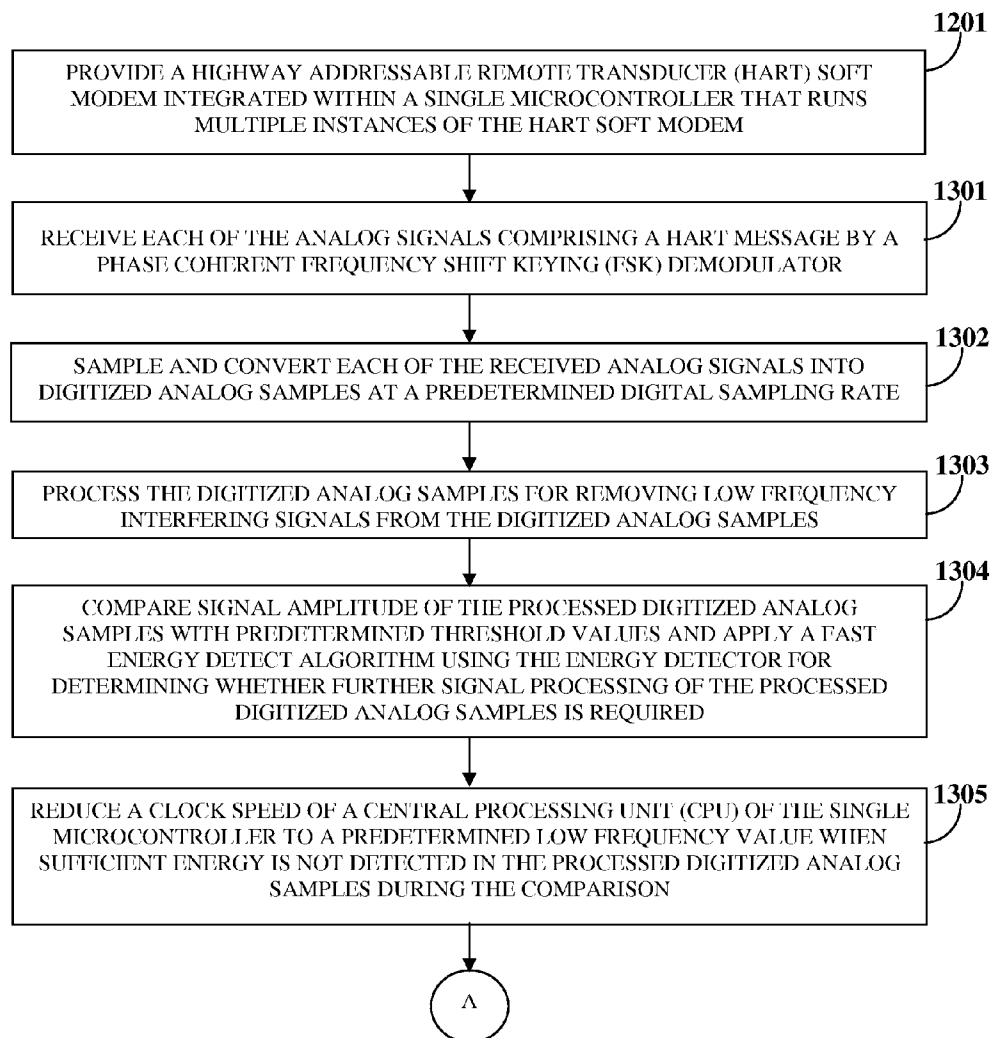 1201
PROVIDE A HIGHWAY ADDRESSABLE REMOTE TRANSDUCER (HART) SOFT
MODEM INTEGRATED WITHIN A SINGLE MICROCONTROLLER THAT RUNS
MULTIPLE INSTANCES OF THE HART SOFT MODEM
1301
RECEIVE EACH OF THE ANALOG SIGNALS COMPRISING A HART MESSAGE BY A
PHASE COHERENT FREQUENCY SHIFT KEYING (FSK) DEMODULATOR
1302
SAMPLE AND CONVERT EACH OF THE RECEIVED ANALOG SIGNALS INTO
DIGITIZED ANALOG SAMPLES AT A PREDETERMINED DIGITAL SAMPLING RATE
1303
PROCESS THE DIGITIZED ANALOG SAMPLES FOR REMOVING LOW FREQUENCY
INTERFERING SIGNALS FROM THE DIGITIZED ANALOG SAMPLES
1304
COMPARE SIGNAL AMPLITUDE OF THE PROCESSED DIGITIZED ANALOG
SAMPLES WITH PREDETERMINED THRESHOLD VALUES AND APPLY A FAST
ENERGY DETECT ALGORITHM USING THE ENERGY DETECTOR FOR
DETERMINING WHETHER FURTHER SIGNAL PROCESSING OF THE PROCESSED
DIGITIZED ANALOG SAMPLES IS REQUIRED
1305
REDUCE A CLOCK SPEED OF A CENTRAL PROCESSING UNIT (CPU) OF THE SINGLE
MICROCONTROLLER TO A PREDETERMINED LOW FREQUENCY VALUE WHEN
SUFFICIENT ENERGY IS NOT DETECTED IN THE PROCESSED DIGITIZED ANALOG
SAMPLES DURING THE COMPARISON
A